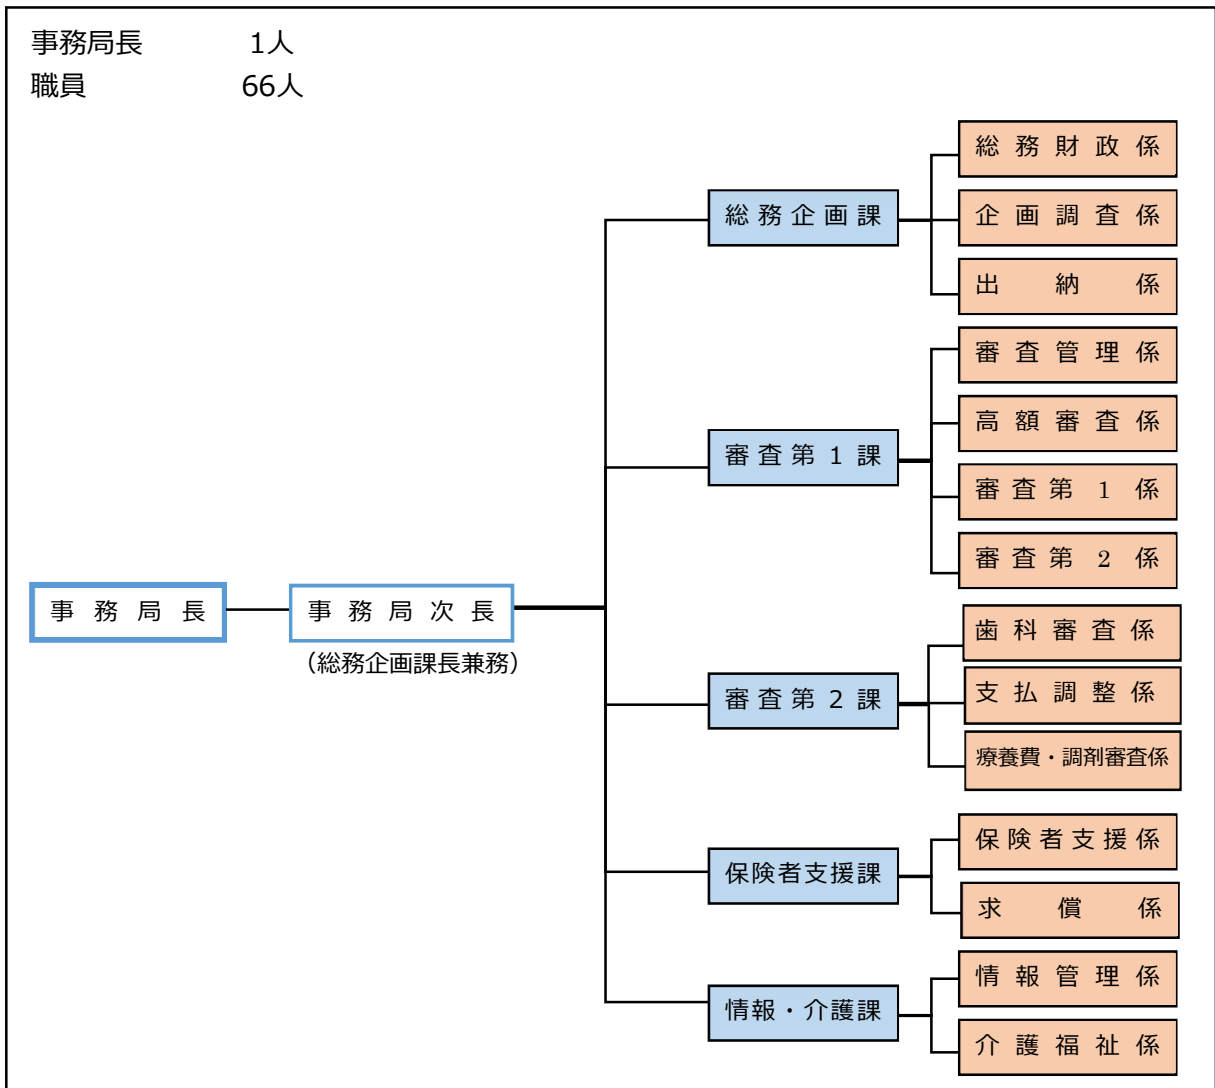 事務局長 1人
職員 66人
総務財政係
総務企画課
企画調査係
出納係
審査管理係
高額審査係
審査第1課
審査第1係
審査第2係
事務局長
事務局次長
(総務企画課長兼務)
歯科審査係
支払調整係
審査第2課
療養費・調剤審査係
保険者支援係
保険者支援課
求償係
情報管理係
情報・介護課
介護福祉係